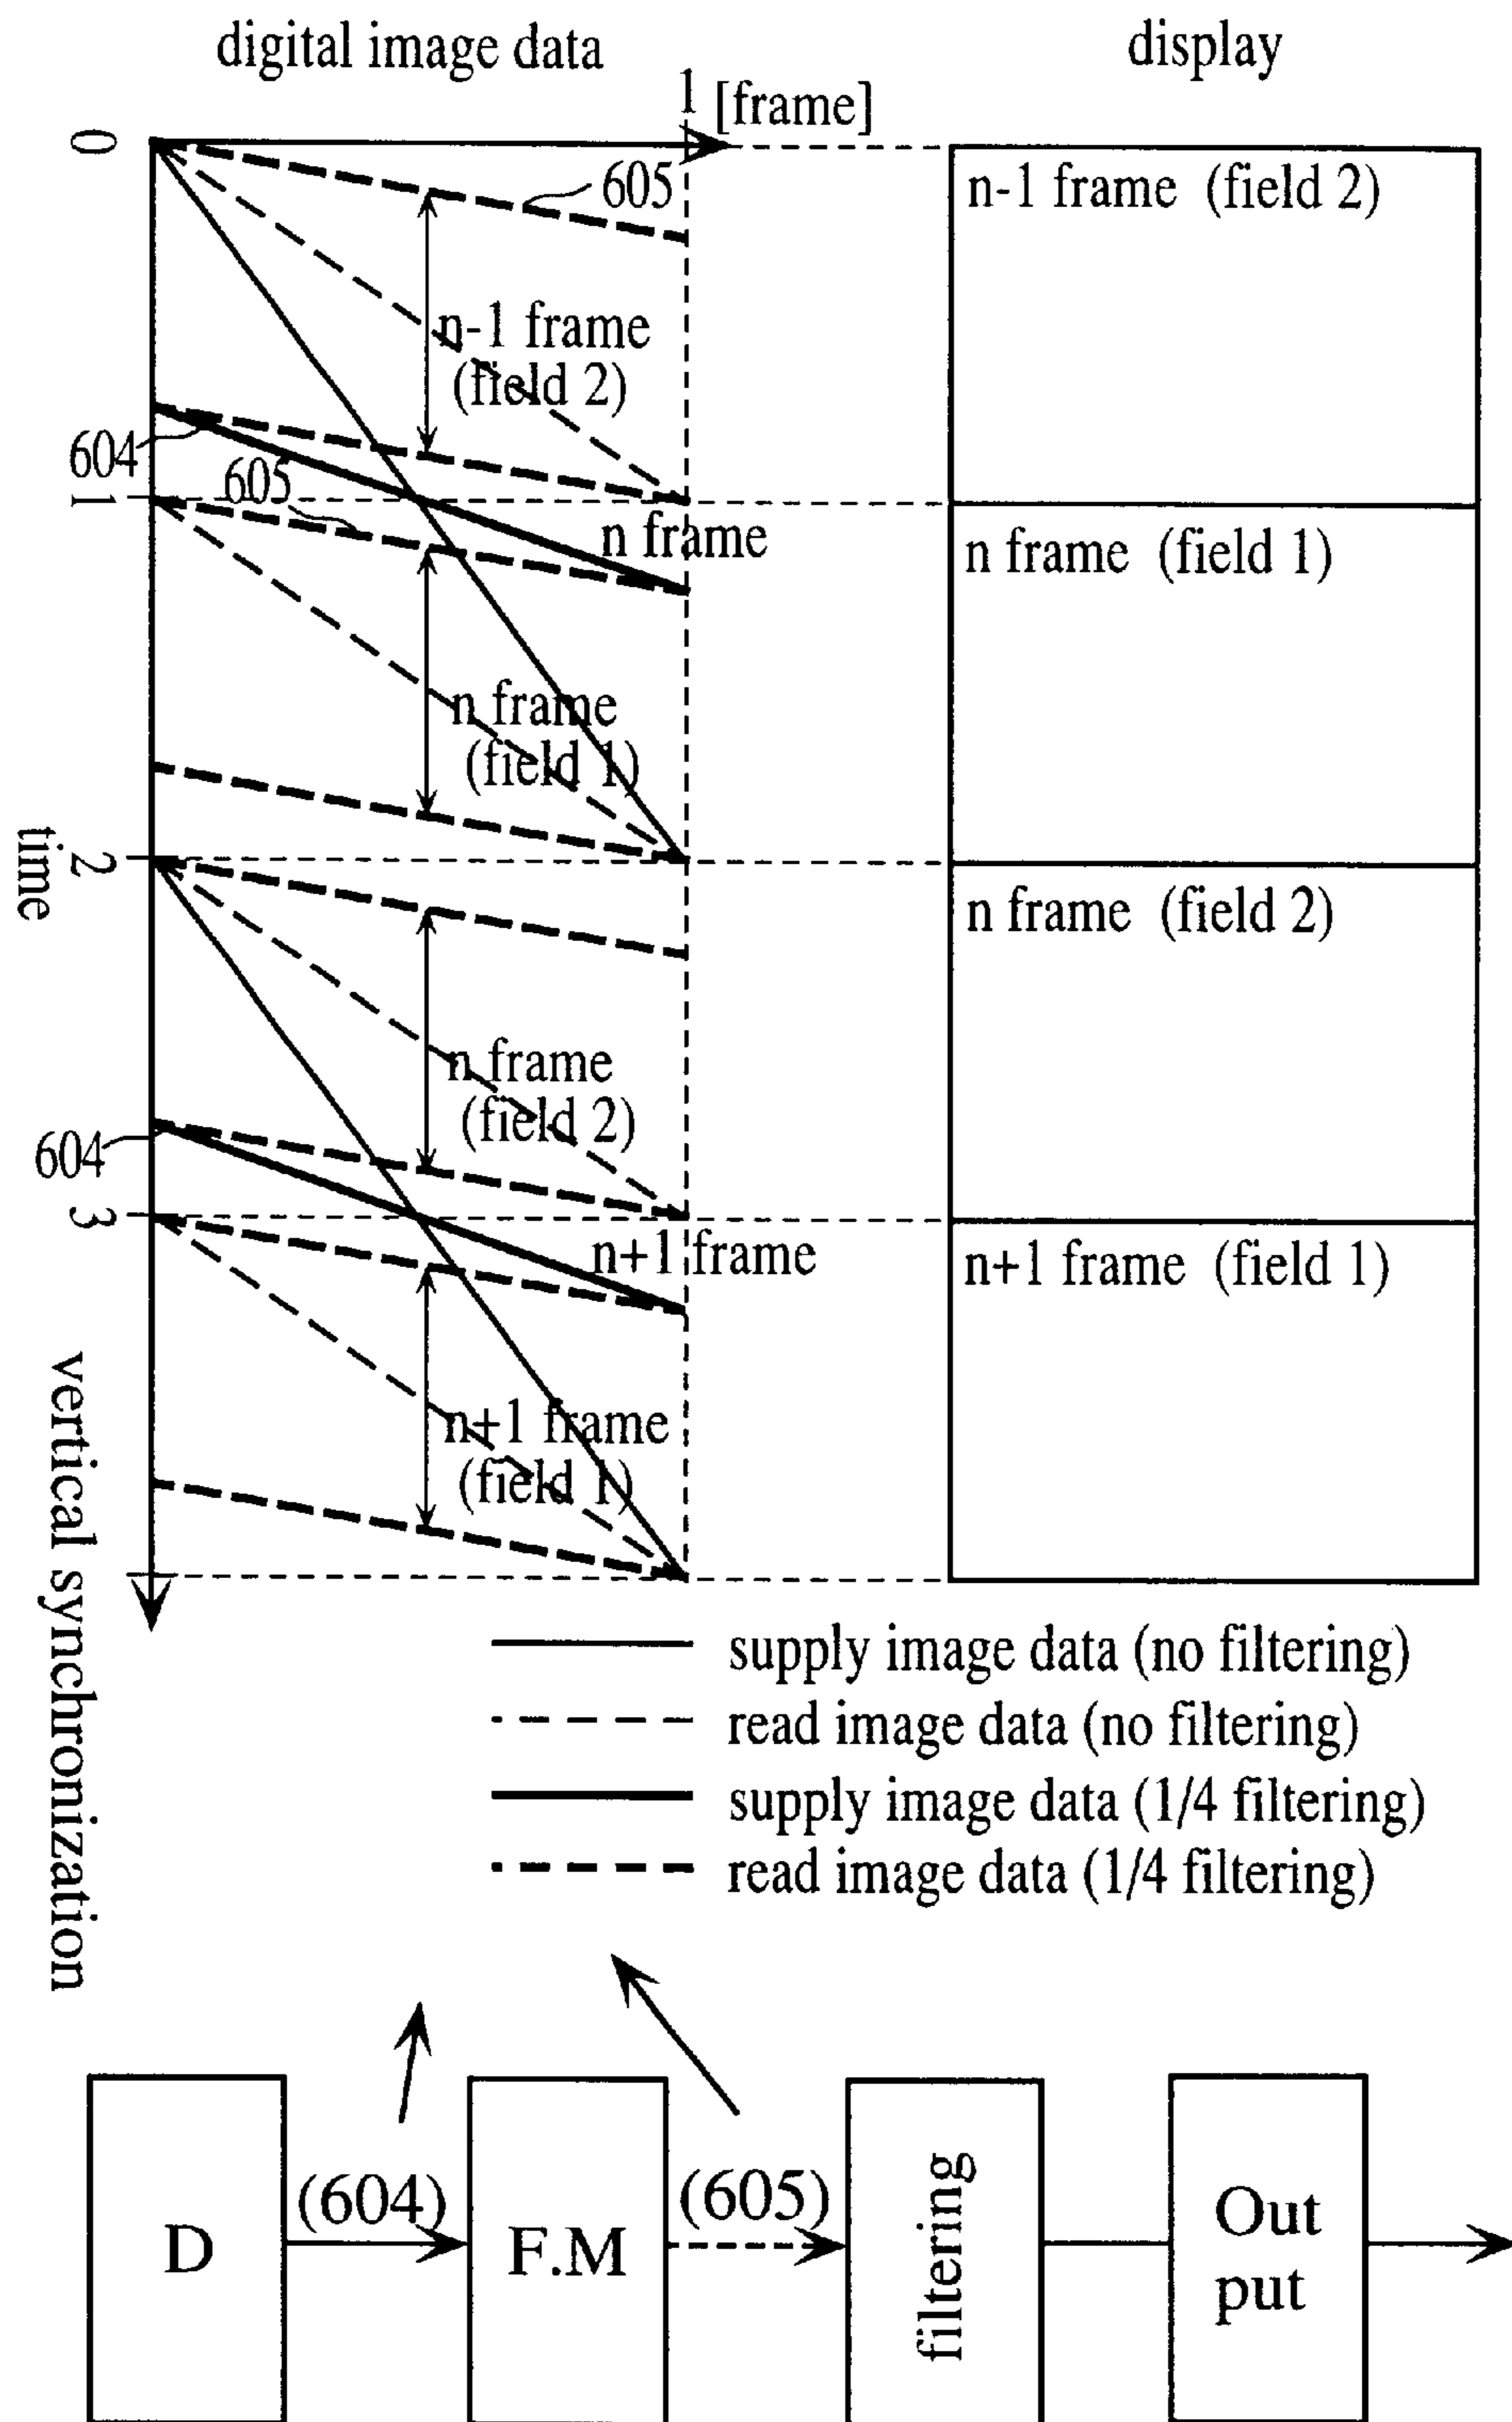 digital image data
display
1 [frame]
0
605
n-1 frame (field 2)
n-1 frame
(field 2)
604
605
1
n frame
n frame (field 1)
n frame
(field 1)
time
2
n frame (field 2)
n frame
(field 2)
604
3
n+1 frame
n+1 frame (field 1)
n+1 frame
(field 1)
vertical synchronization
supply image data (no filtering)
read image data (no filtering)
supply image data (1/4 filtering)
read image data (1/4 filtering)
D
(604)
F.M
(605)
filtering
Out
put